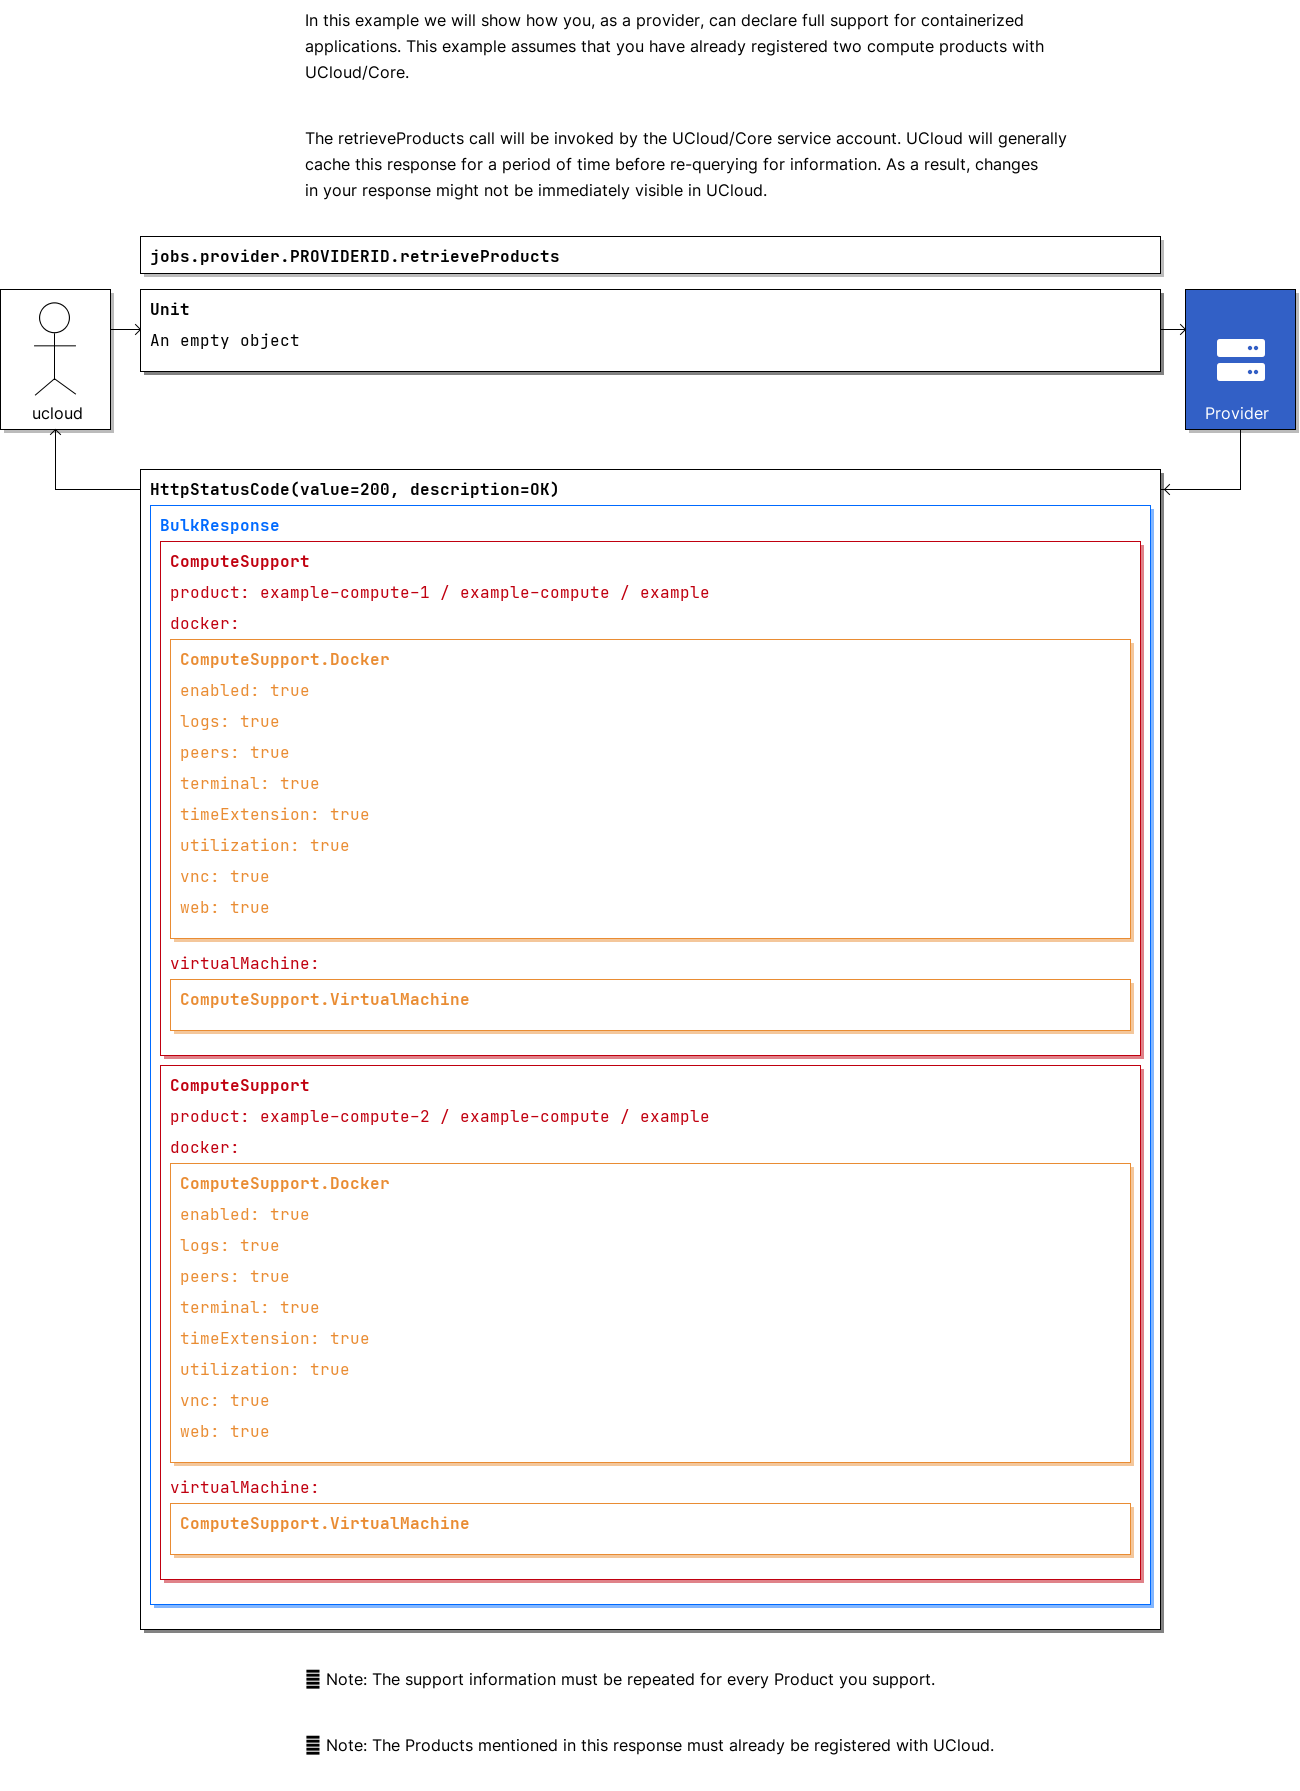 In this example we will show how you, as a provider, can declare full support for containerized
applications. This example assumes that you have already registered two compute products with
UCloud/Core.
The retrieveProducts call will be invoked by the UCloud/Core service account. UCloud will generally
cache this response for a period of time before re-querying for information. As a result, changes
in your response might not be immediately visible in UCloud.
jobs.provider.PROVIDERID.retrieveProducts
Unit
An empty object
ucloud
Provider
HttpStatusCode(value=200, description=OK)
BulkResponse
ComputeSupport
product: example-compute-1 / example-compute / example
docker:
ComputeSupport.Docker
enabled: true
logs: true
peers: true
terminal: true
timeExtension: true
utilization: true
vnc: true
web: true
virtualMachine:
ComputeSupport.VirtualMachine
ComputeSupport
product: example-compute-2 / example-compute / example
docker:
ComputeSupport.Docker
enabled: true
logs: true
peers: true
terminal: true
timeExtension: true
utilization: true
vnc: true
web: true
virtualMachine:
ComputeSupport.VirtualMachine
Note: The support information must be repeated for every Product you support.
Note: The Products mentioned in this response must already be registered with UCloud.